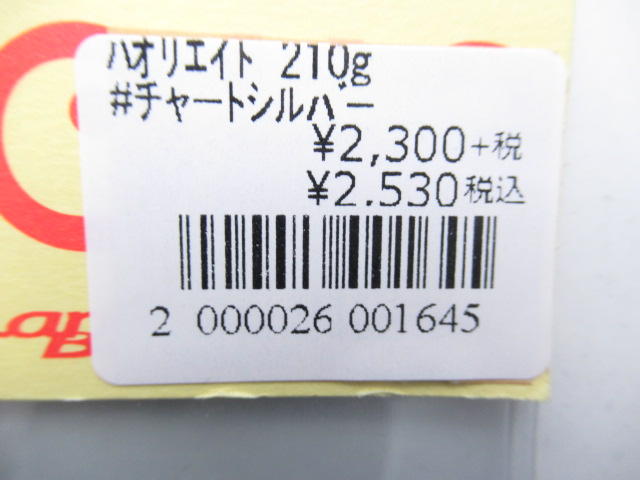 ハオリエイト 210g
#チャートシルバー
¥2,300+税
¥2.530税込
2 000026 001645